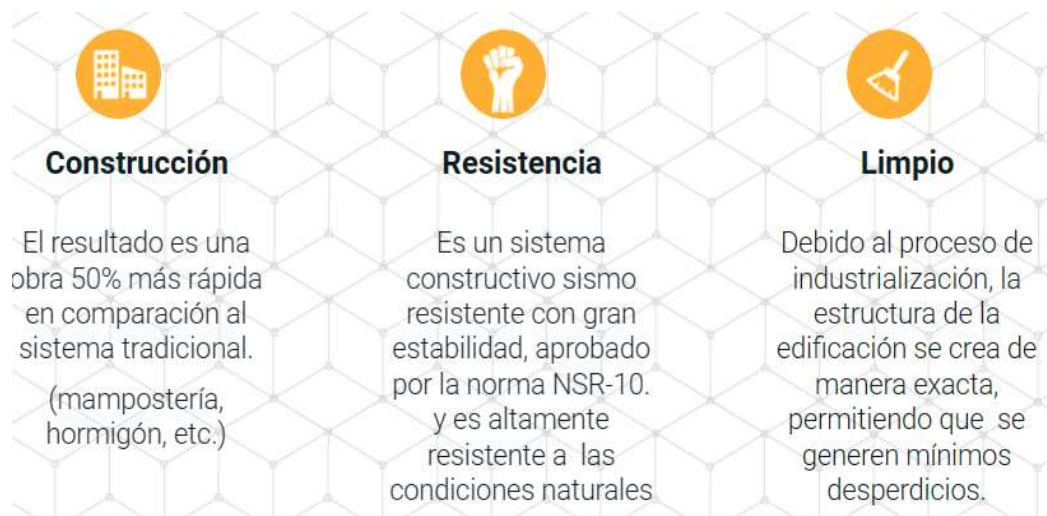 Construcción
El resultado es una
obra 50% más rápida
en comparación al
sistema tradicional.
(mampostería,
hormigón, etc.)
Resistencia
Es un sistema
constructivo sismo
resistente con gran
estabilidad, aprobado
por la norma NSR-10.
y es altamente
resistente a las
condiciones naturales
Limpio
Debido al proceso de
industrialización, la
estructura de la
edificación se crea de
manera exacta,
permitiendo que se
generen mínimos
desperdicios.